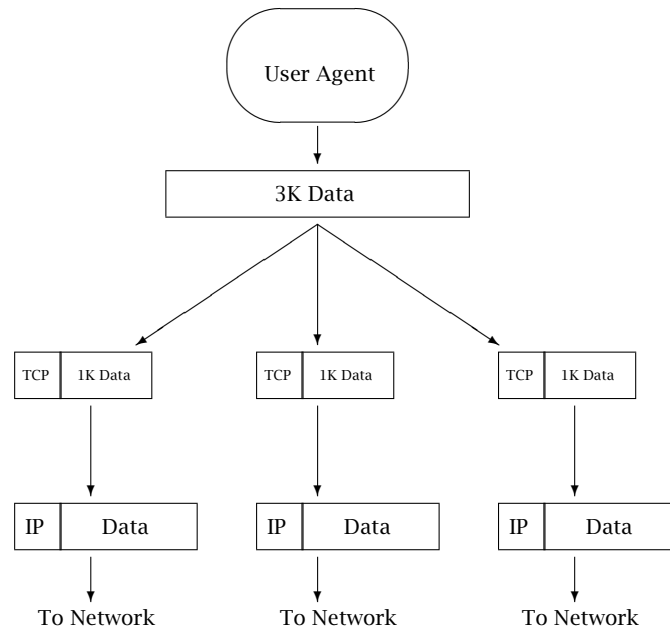 User Agent
3K Data
TCP 1K Data TCP 1K Data TCP 1K Data
IP Data IP Data IP Data
To Network To Network To Network